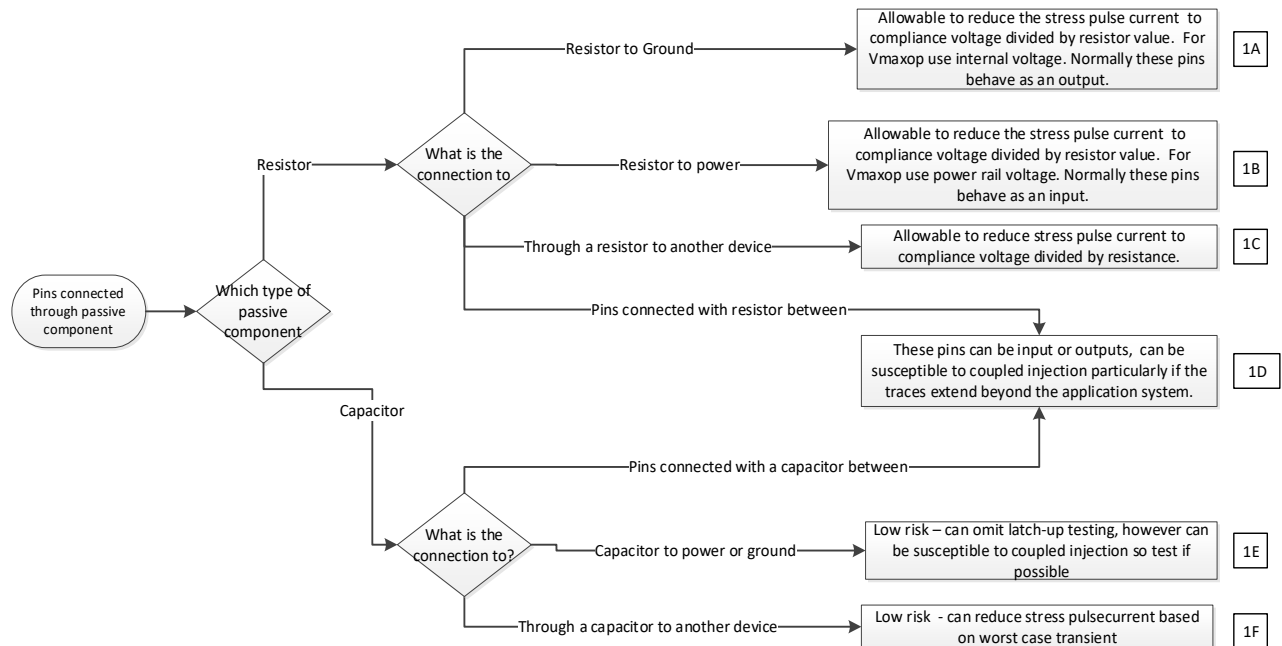 Pins connected
through passive
component
Which type of
passive
component
Resistor
Capacitor
What is the
connection to
Resistor to Ground
Allowable to reduce the stress pulse current to
compliance voltage divided by resistor value. For
Vmaxop use internal voltage. Normally these pins
behave as an output.
1A
Resistor to power
Allowable to reduce the stress pulse current to
compliance voltage divided by resistor value. For
Vmaxop use power rail voltage. Normally these pins
behave as an input.
1B
Through a resistor to another device
Allowable to reduce stress pulse current to
compliance voltage divided by resistance.
1C
Pins connected with resistor between
These pins can be input or outputs, can be
susceptible to coupled injection particularly if the
traces extend beyond the application system.
1D
Pins connected with a capacitor between
What is the
connection to?
Capacitor to power or ground
Low risk – can omit latch-up testing, however can
be susceptible to coupled injection so test if
possible
1E
Through a capacitor to another device
Low risk - can reduce stress pulsecurrent based
on worst case transient
1F